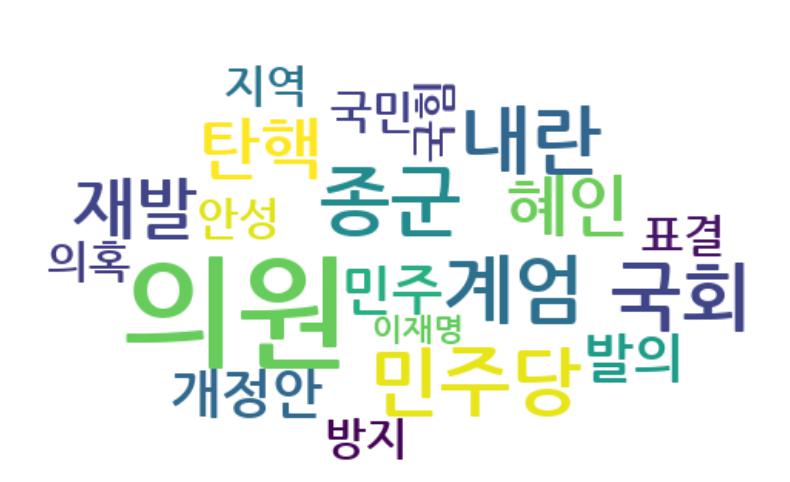 지역
국민
국힘
내란
탄핵
재발
안성
종군
혜인
표결
의혹
의원
민주
계엄
국회
이재명
개정안
민주당
발의
방지